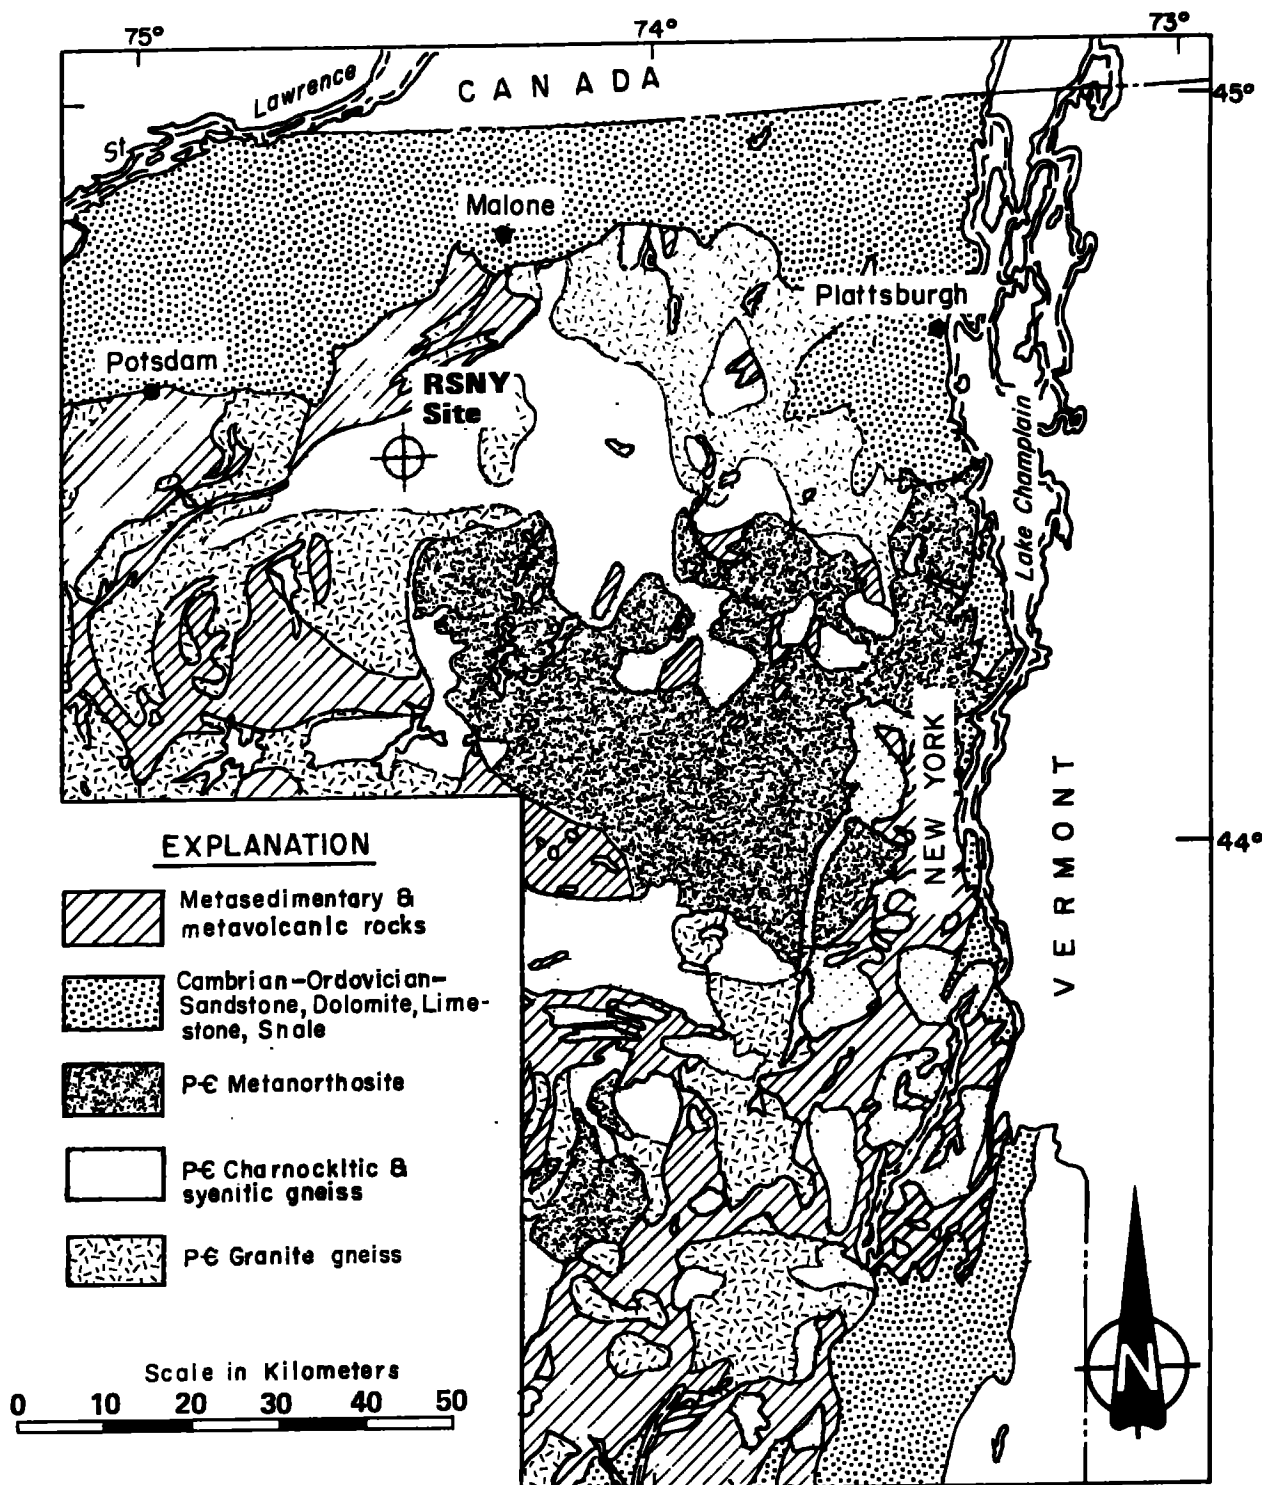 75°
74°
73°
Lawrence
CANADA
45°
St.
Malone
Plattsburgh
Potsdam
RSNY
Site
Lake Champlain
NEW YORK
VERMONT
44°
EXPLANATION
Metasedimentary &
metavolcanic rocks
Cambrian-Ordovician-
Sandstone, Dolomite, Lime-
stone, Snale
P-Є Metanorthosite
P-Є Charnockitic &
syenitic gneiss
P-Є Granite gneiss
Scale in Kilometers
0 10 20 30 40 50
N